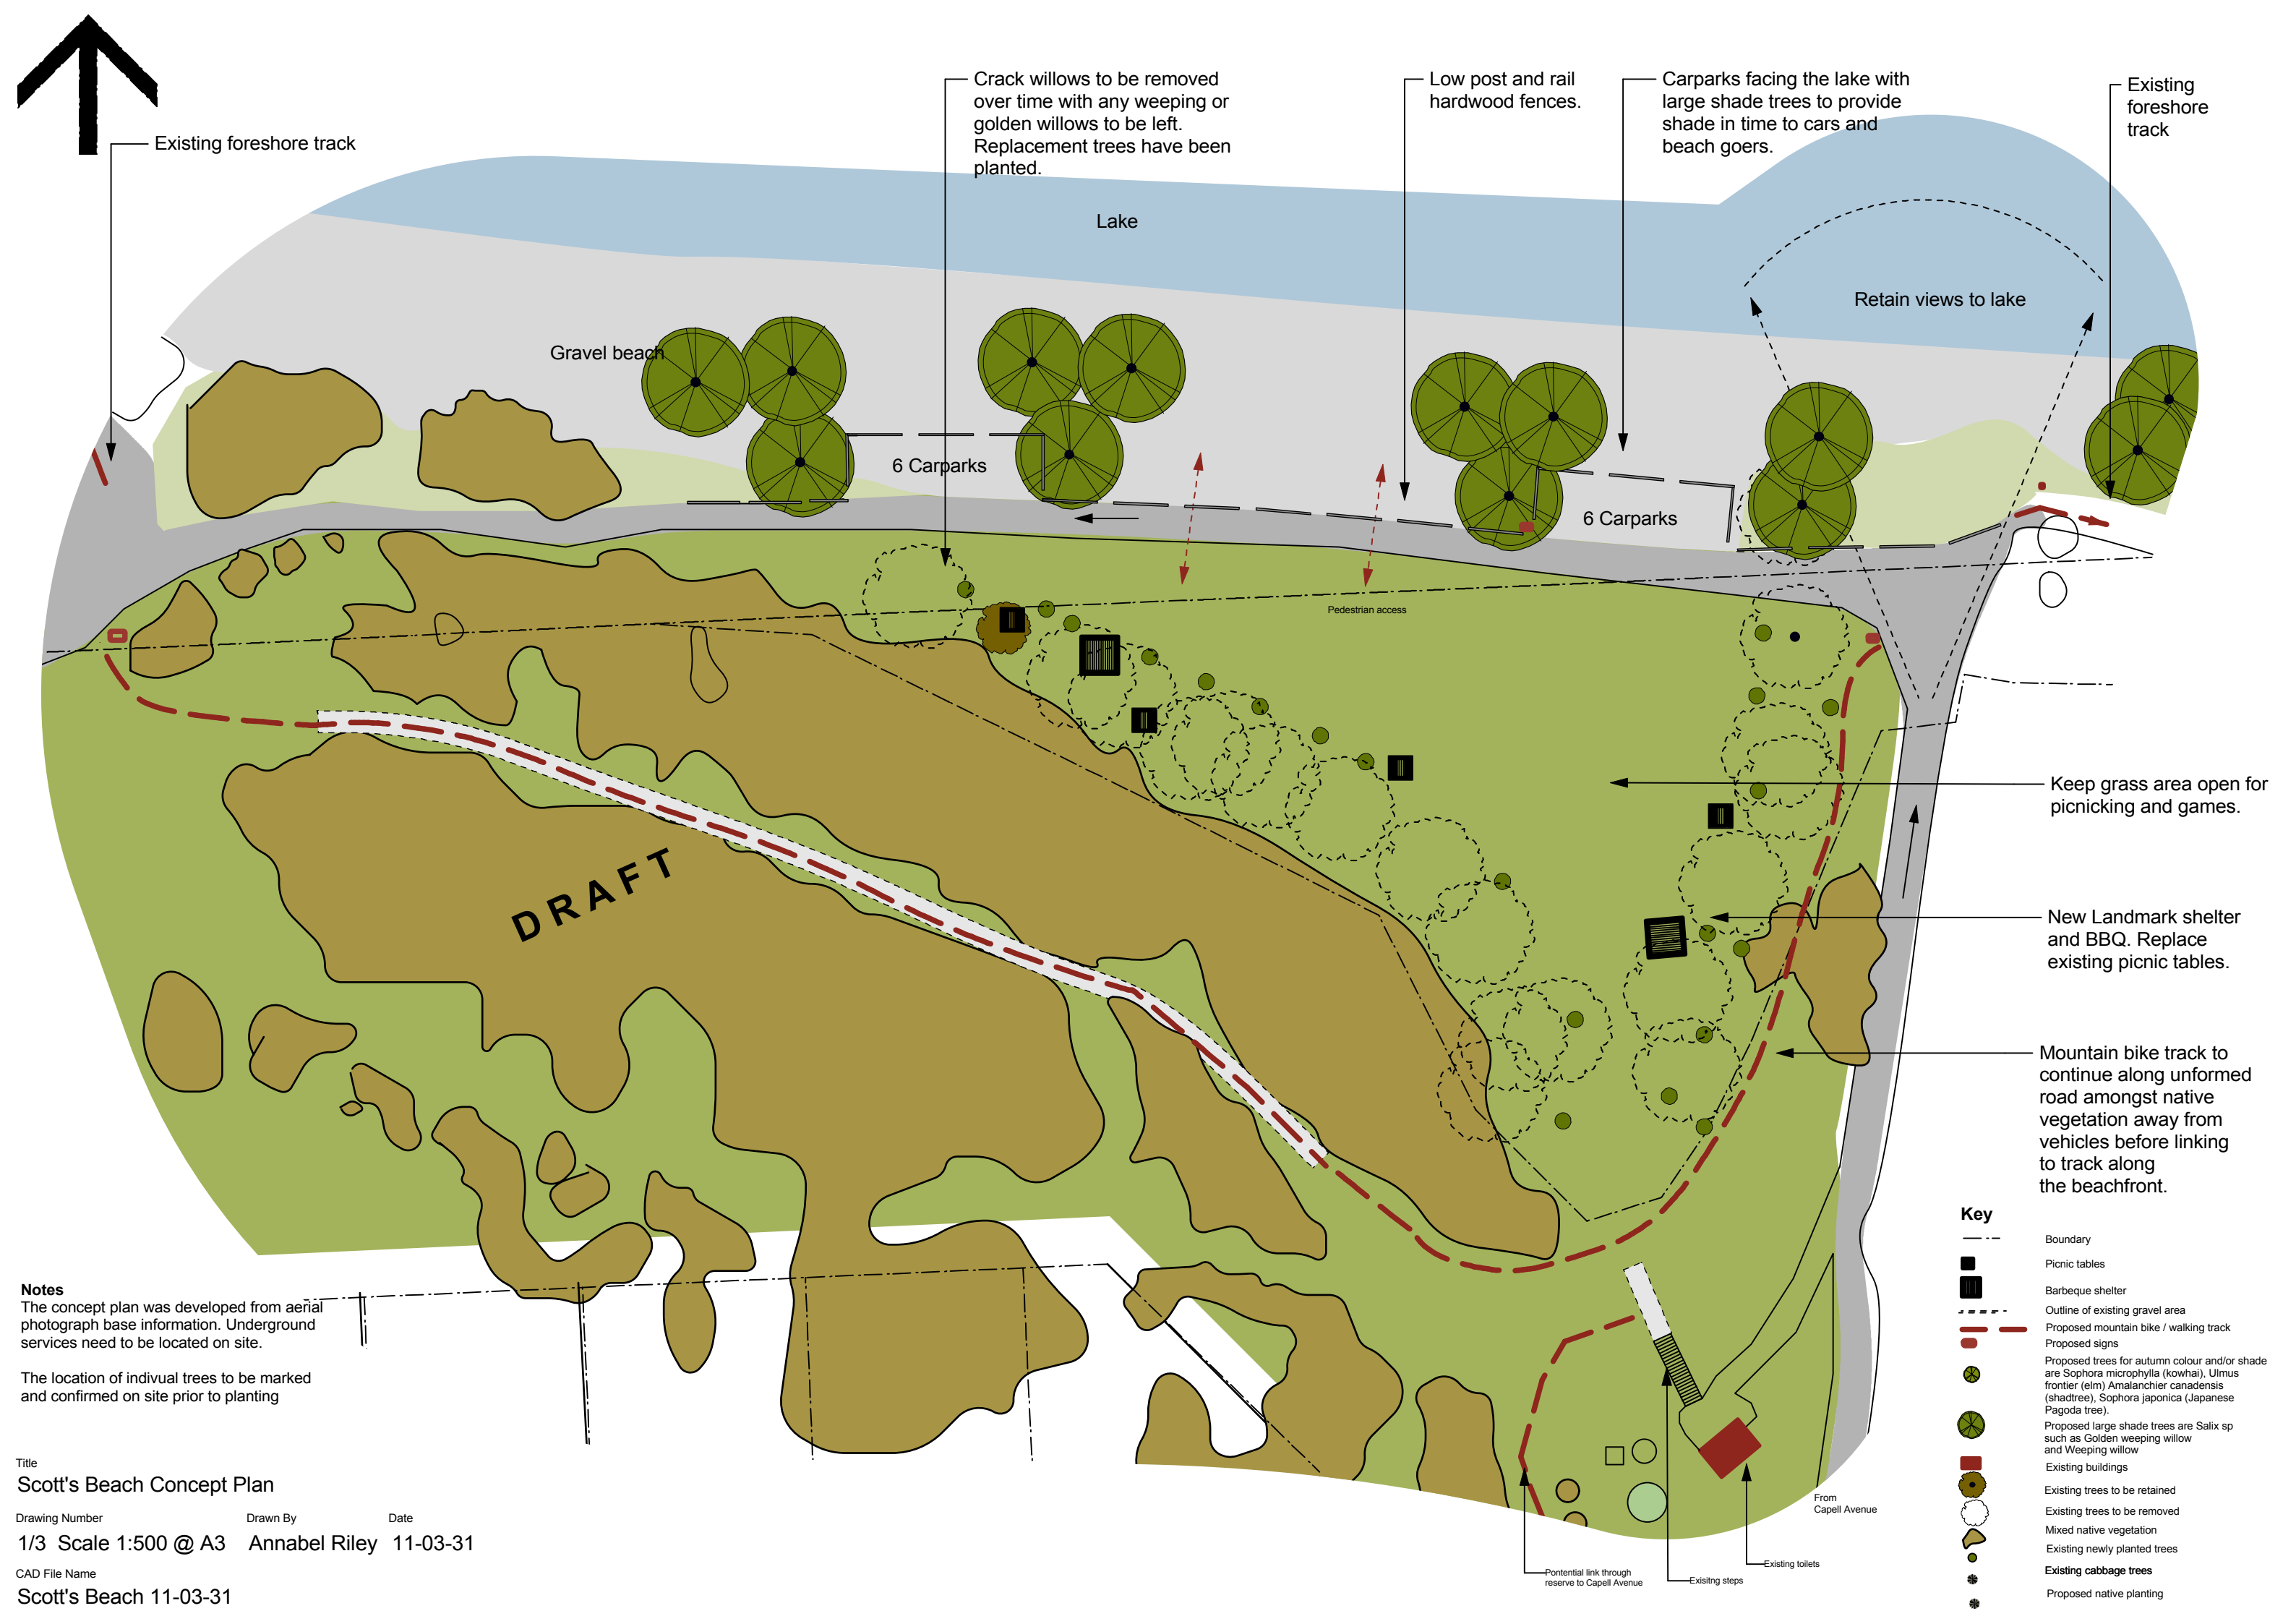 Existing foreshore track
Crack willows to be removed
over time with any weeping or
golden willows to be left.
Replacement trees have been
planted.
Low post and rail
hardwood fences.
Carparks facing the lake with
large shade trees to provide
shade in time to cars and
beach goers.
Existing
foreshore
track
Lake
Retain views to lake
Gravel beach
6 Carparks
6 Carparks
Pedestrian access
Keep grass area open for
picnicking and games.
DRAFT
New Landmark shelter
and BBQ. Replace
existing picnic tables.
Mountain bike track to
continue along unformed
road amongst native
vegetation away from
vehicles before linking
to track along
the beachfront.
Key
Boundary
Picnic tables
Barbeque shelter
Outline of existing gravel area
Proposed mountain bike / walking track
Proposed signs
Proposed trees for autumn colour and/or shade
are Sophora microphylla (kowhai), Ulmus
frontier (elm) Amalanchier canadensis
(shadtree), Sophora japonica (Japanese
Pagoda tree).
Proposed large shade trees are Salix sp
such as Golden weeping willow
and Weeping willow
Existing buildings
Existing trees to be retained
Existing trees to be removed
Mixed native vegetation
Existing newly planted trees
Existing cabbage trees
Proposed native planting
Notes
The concept plan was developed from aerial
photograph base information. Underground
services need to be located on site.
The location of indivual trees to be marked
and confirmed on site prior to planting
Title
Scott's Beach Concept Plan
Drawing Number Drawn By Date
1/3 Scale 1:500 @ A3 Annabel Riley 11-03-31
CAD File Name
Scott's Beach 11-03-31
From
Capell Avenue
Existing toilets
Exisitng steps
Pontential link through
reserve to Capell Avenue